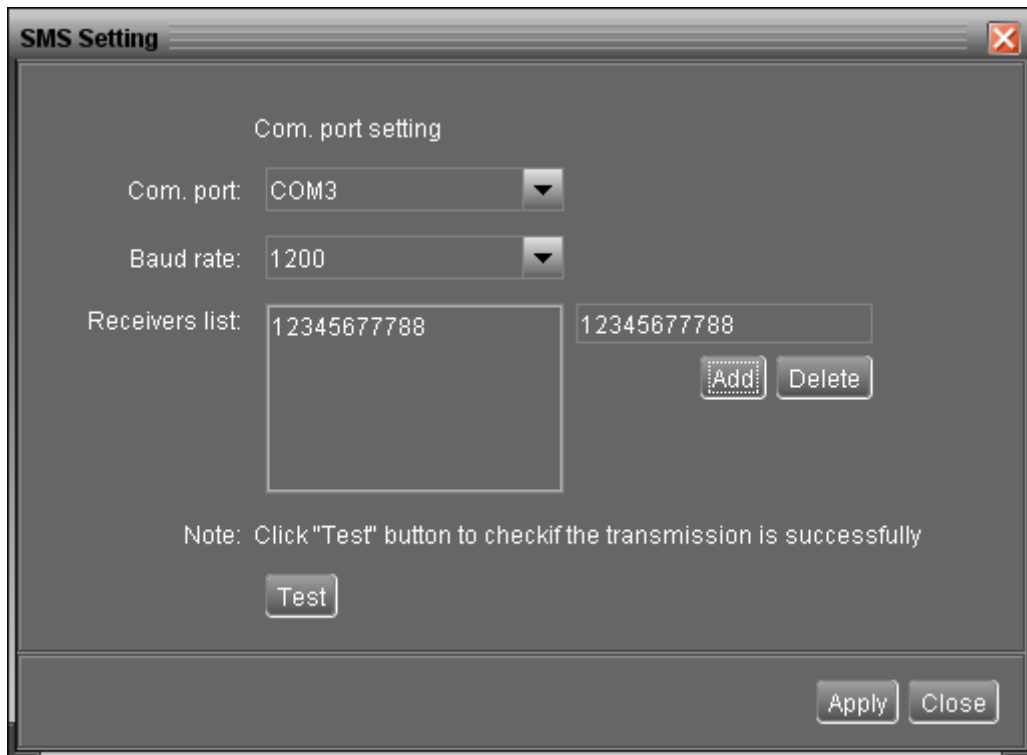 SMS Setting
Com. port setting
Com. port: COM3
Baud rate: 1200
Receivers list: 12345677788 12345677788
Add Delete
Note: Click "Test" button to checkif the transmission is successfully
Test
Apply Close